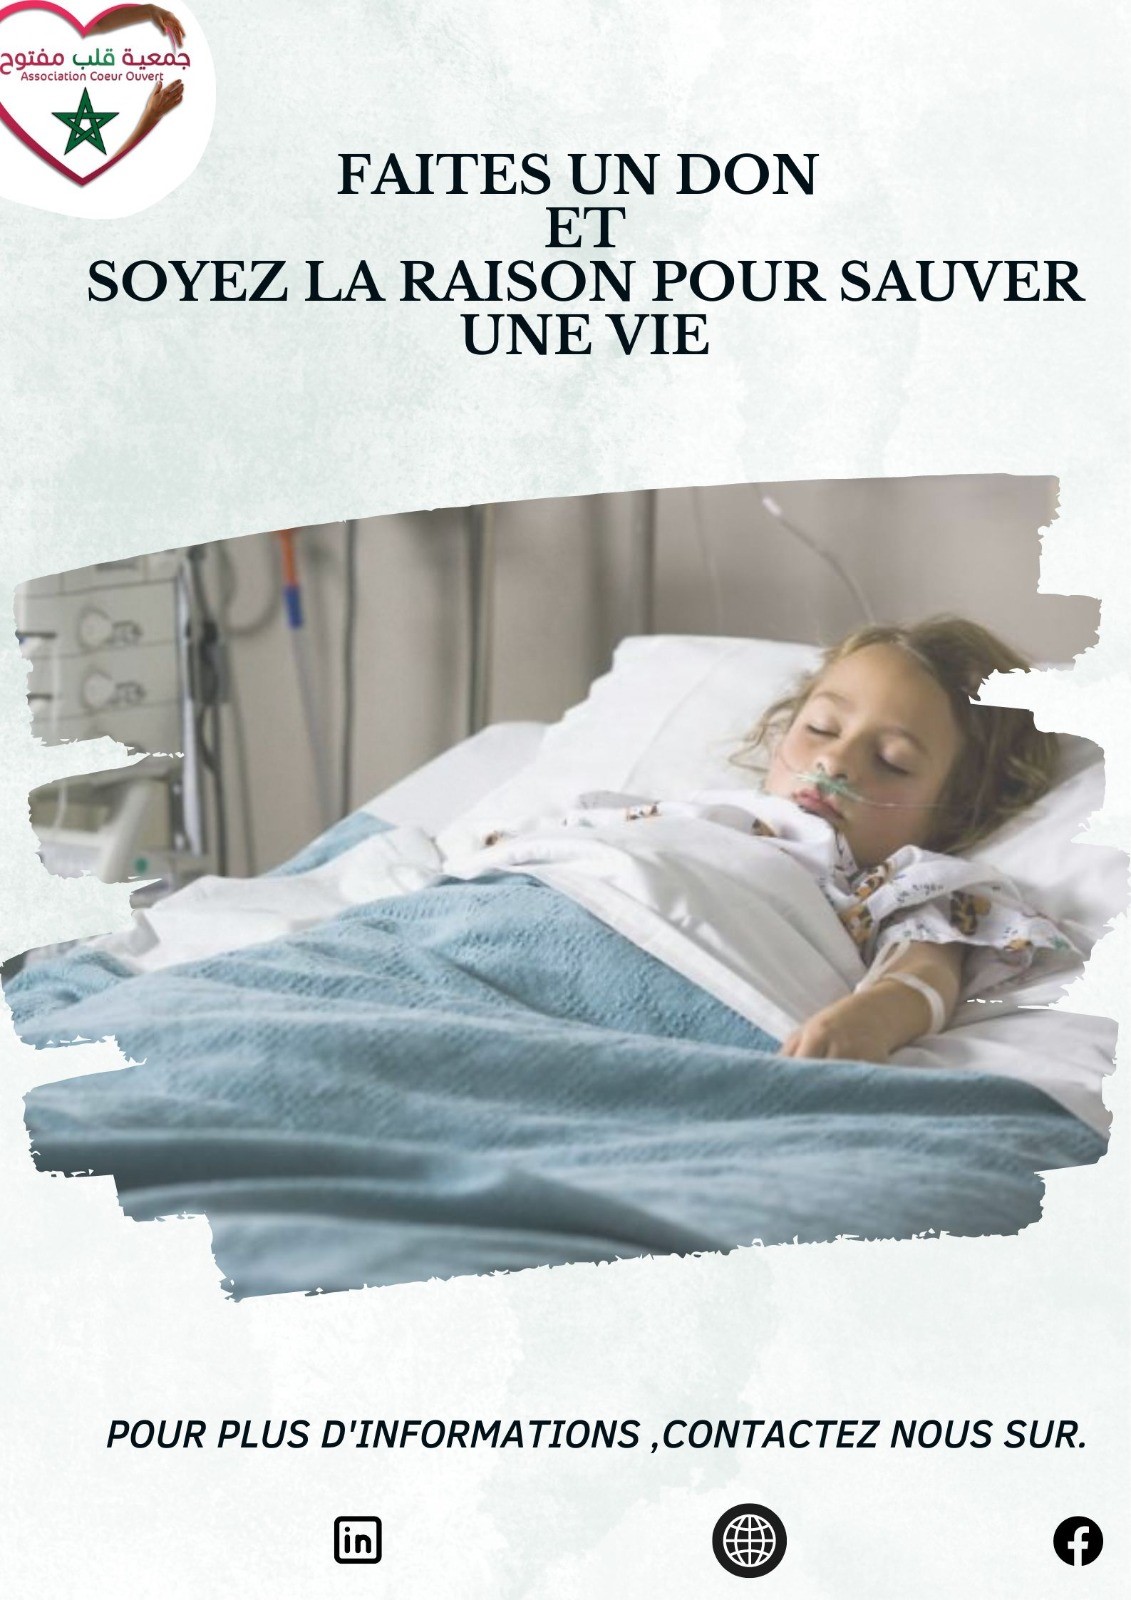 جمعية قلب مفتوح
Association Coeur Ouvert
FAITES UN DON
ET
SOYEZ LA RAISON POUR SAUVER
UNE VIE
POUR PLUS D'INFORMATIONS ,CONTACTEZ NOUS SUR.